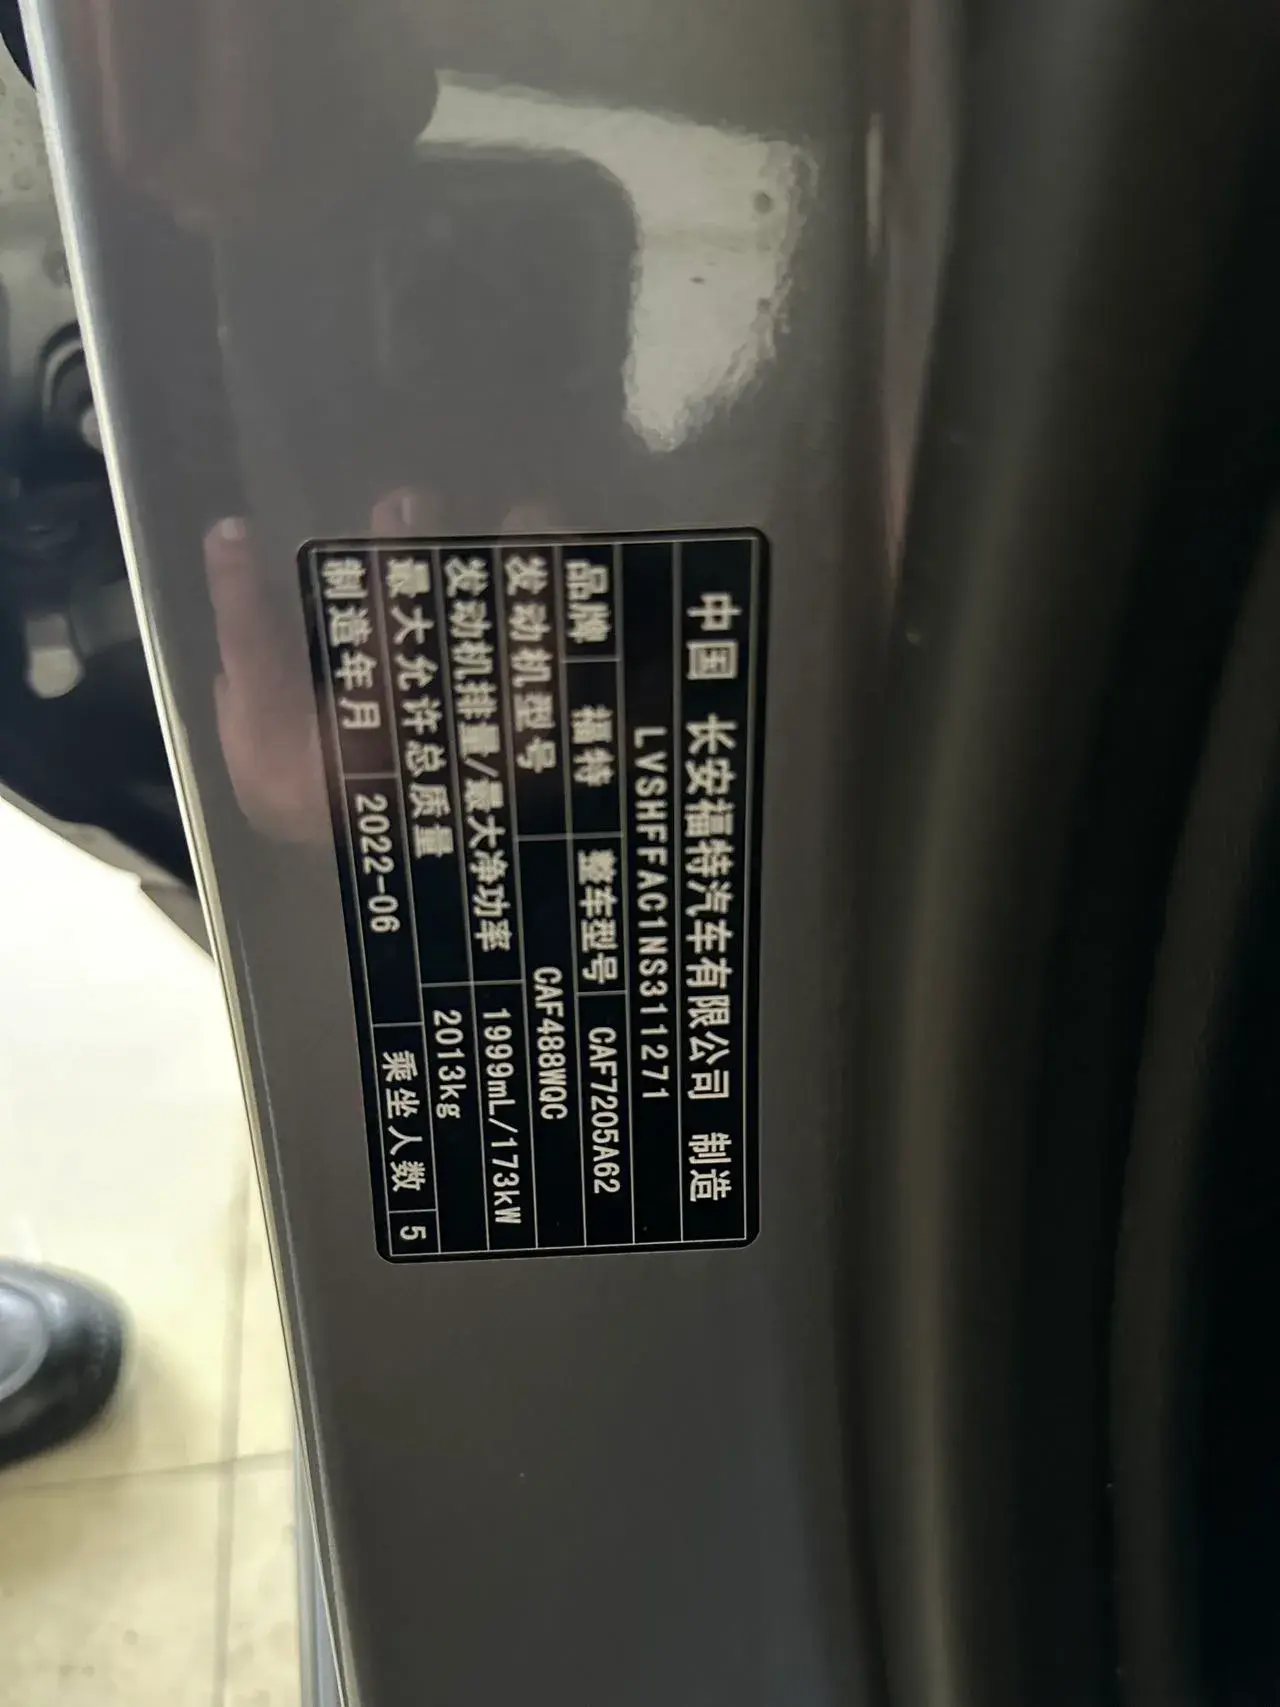 中国 长安福特汽车有限公司 制造
LVSHFFAC1NS311271
品牌 福特 整车型号 CAF7205A62
发动机型号 CAF488WQC
发动机排量/最大净功率 1999mL/173kW
最大允许总质量 2013kg
制造年月 2022-06 乘坐人数 5